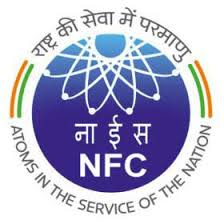 राष्ट्र की सेवा में परमाणु
ना ई स
NFC
ATOMS IN THE SERVICE OF THE NATION